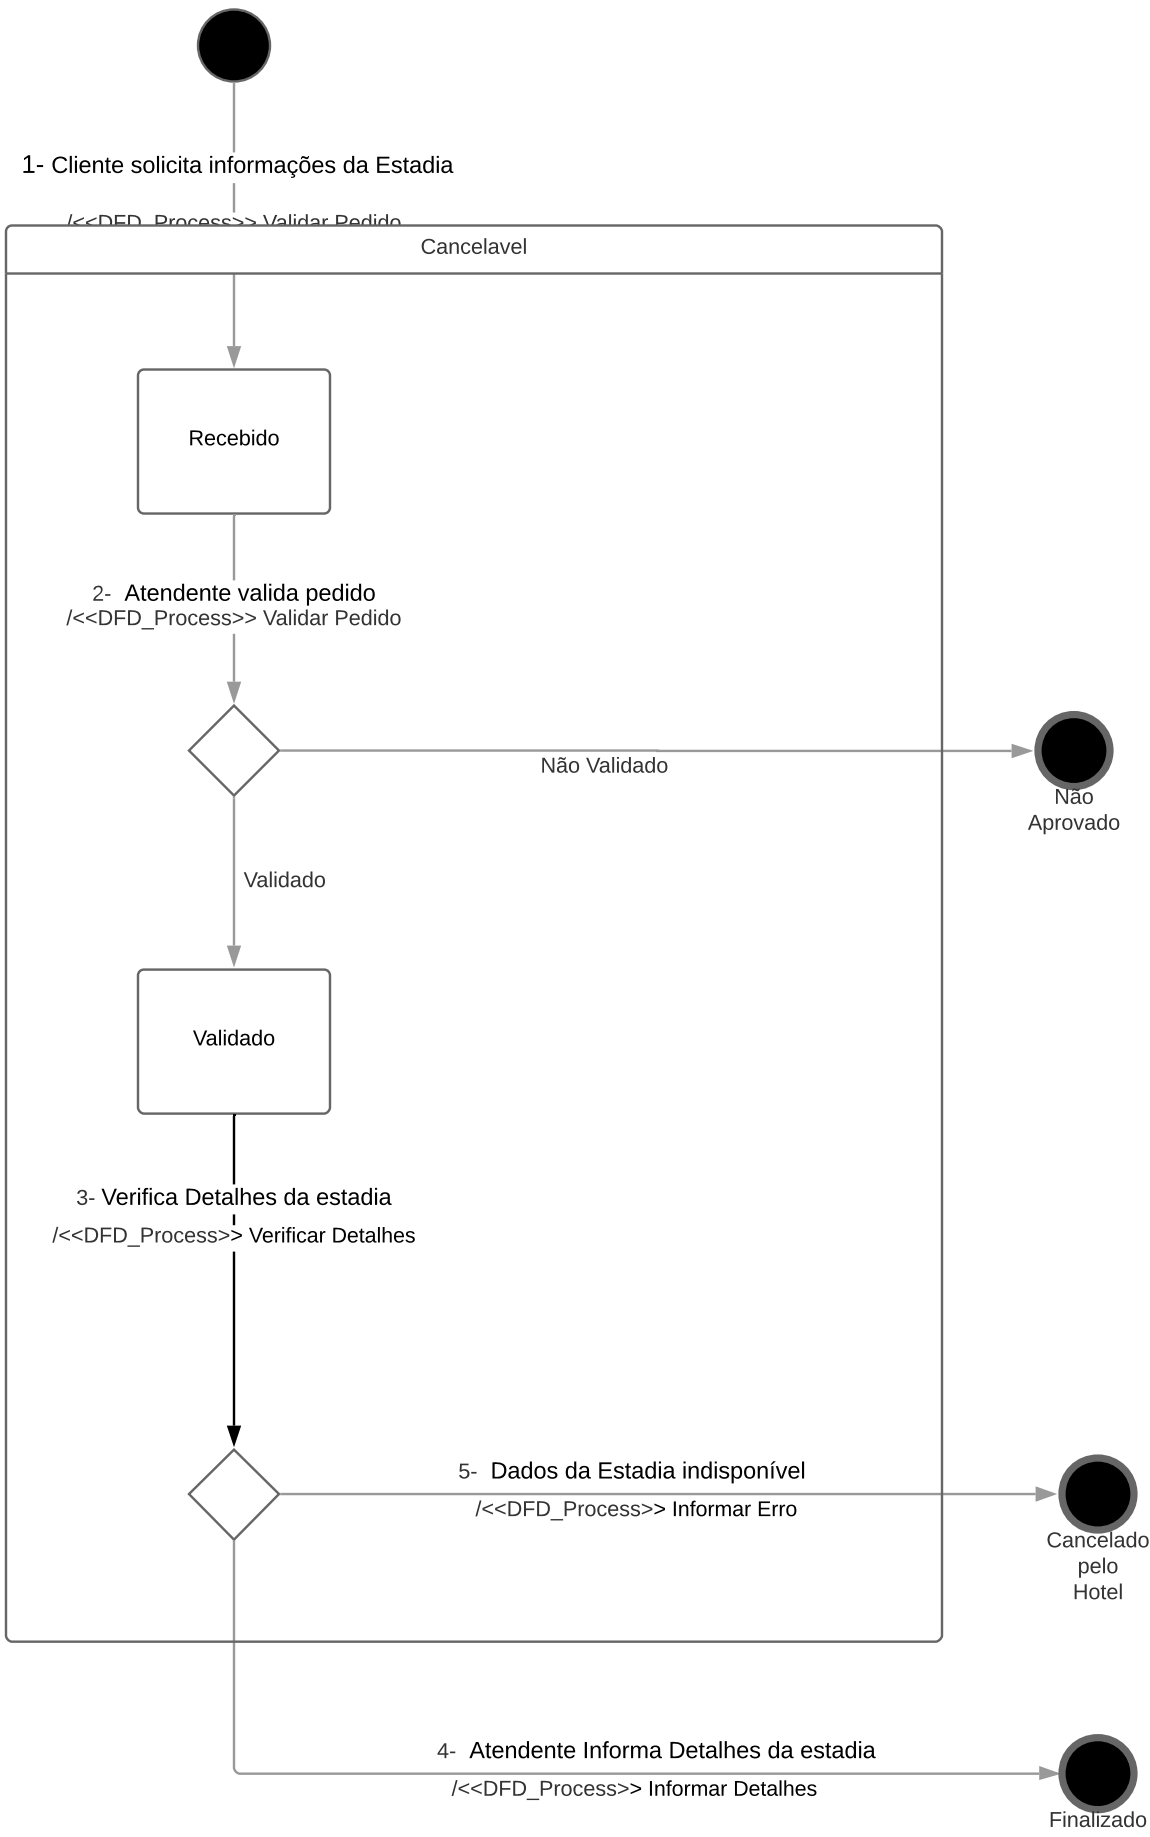 1- Cliente solicita informações da Estadia
/<<DFD_Process>> Validar Pedido
Cancelavel
Recebido
2- Atendente valida pedido
/<<DFD_Process>> Validar Pedido
Não Validado
Não
Aprovado
Validado
Validado
3- Verifica Detalhes da estadia
/<<DFD_Process>> Verificar Detalhes
5- Dados da Estadia indisponível
/<<DFD_Process>> Informar Erro
Cancelado
pelo
Hotel
4- Atendente Informa Detalhes da estadia
/<<DFD_Process>> Informar Detalhes
Finalizado